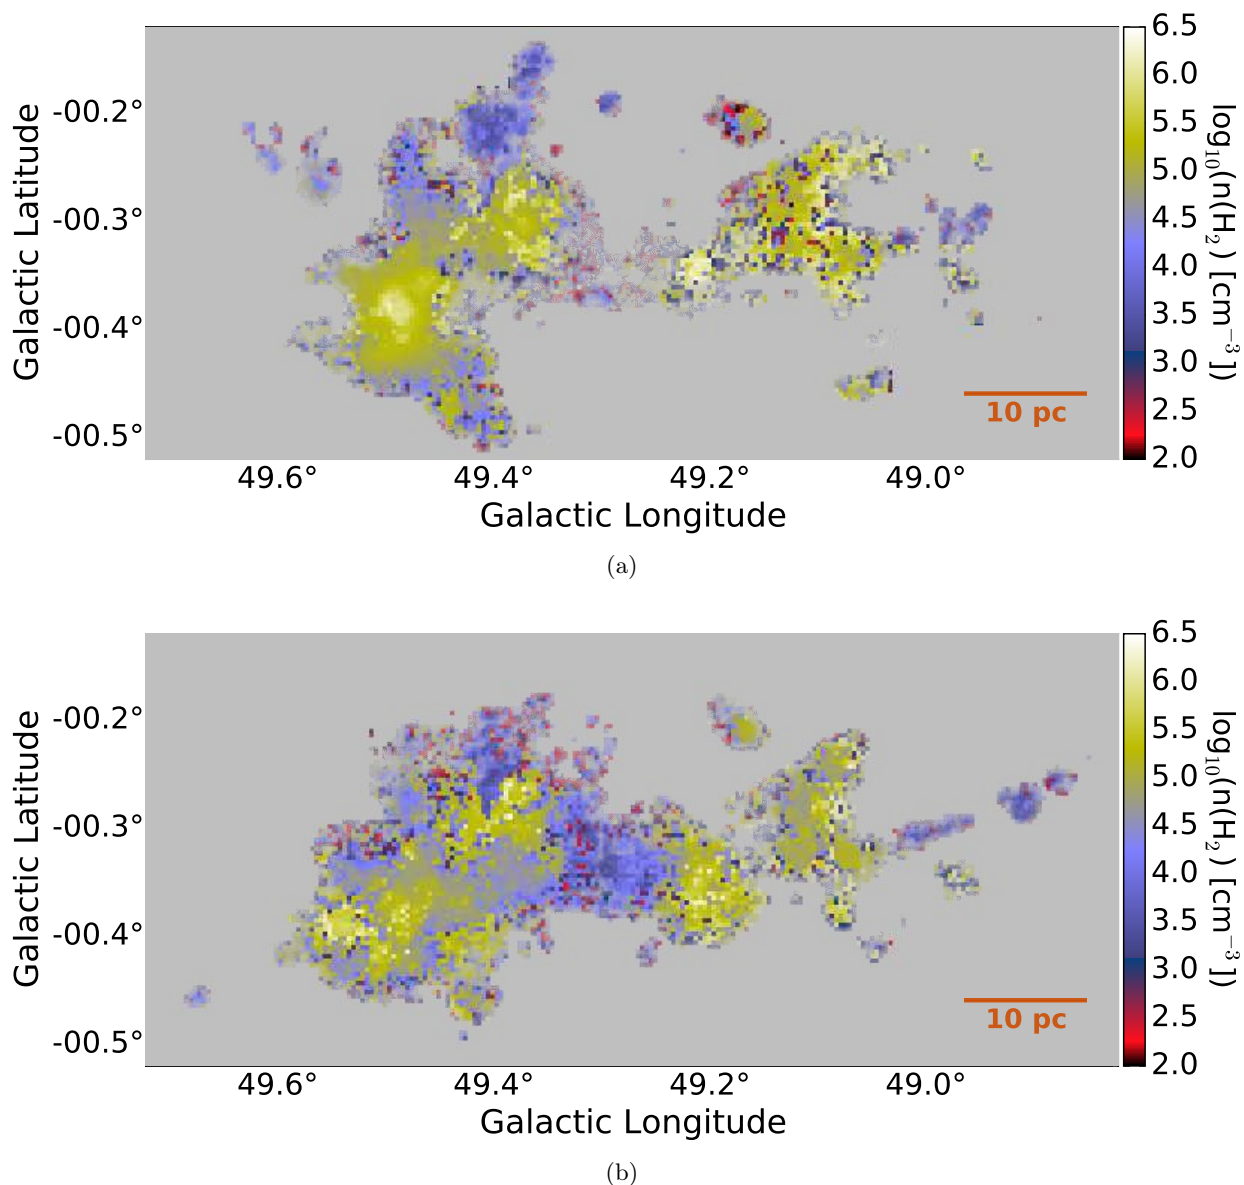 6.5
6.0
5.5
5.0
4.5
4.0
3.5
3.0
2.5
2.0
log₁₀(n(H₂) [cm⁻³])
-00.2°
-00.3°
-00.4°
-00.5°
Galactic Latitude
10 pc
49.6° 49.4° 49.2° 49.0°
Galactic Longitude
(a)
6.5
6.0
5.5
5.0
4.5
4.0
3.5
3.0
2.5
2.0
log₁₀(n(H₂) [cm⁻³])
-00.2°
-00.3°
-00.4°
-00.5°
Galactic Latitude
10 pc
49.6° 49.4° 49.2° 49.0°
Galactic Longitude
(b)